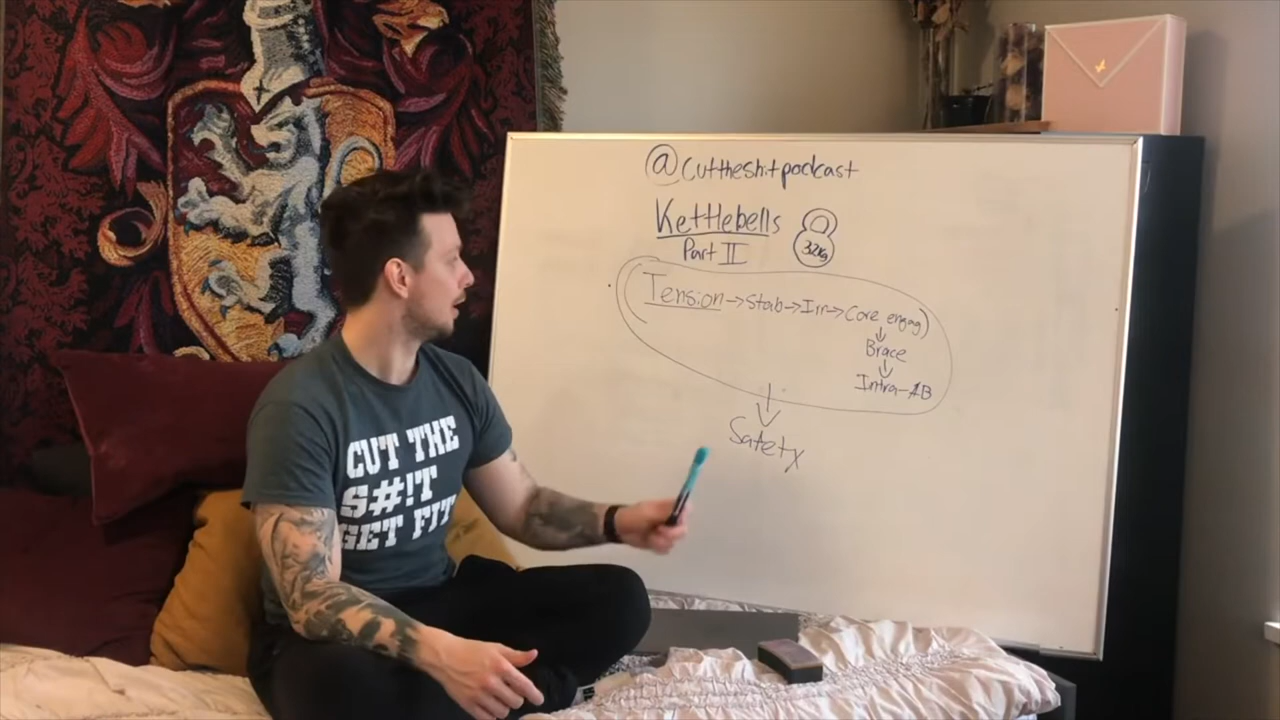 @cuttheshitpodcast
Kettlebells
32kg
Part II
Tension → Stab → Irr → Core engag)
↓
Brace
↓
Intra-AB
↓
Safety
CUT THE
S#!T
GET FIT